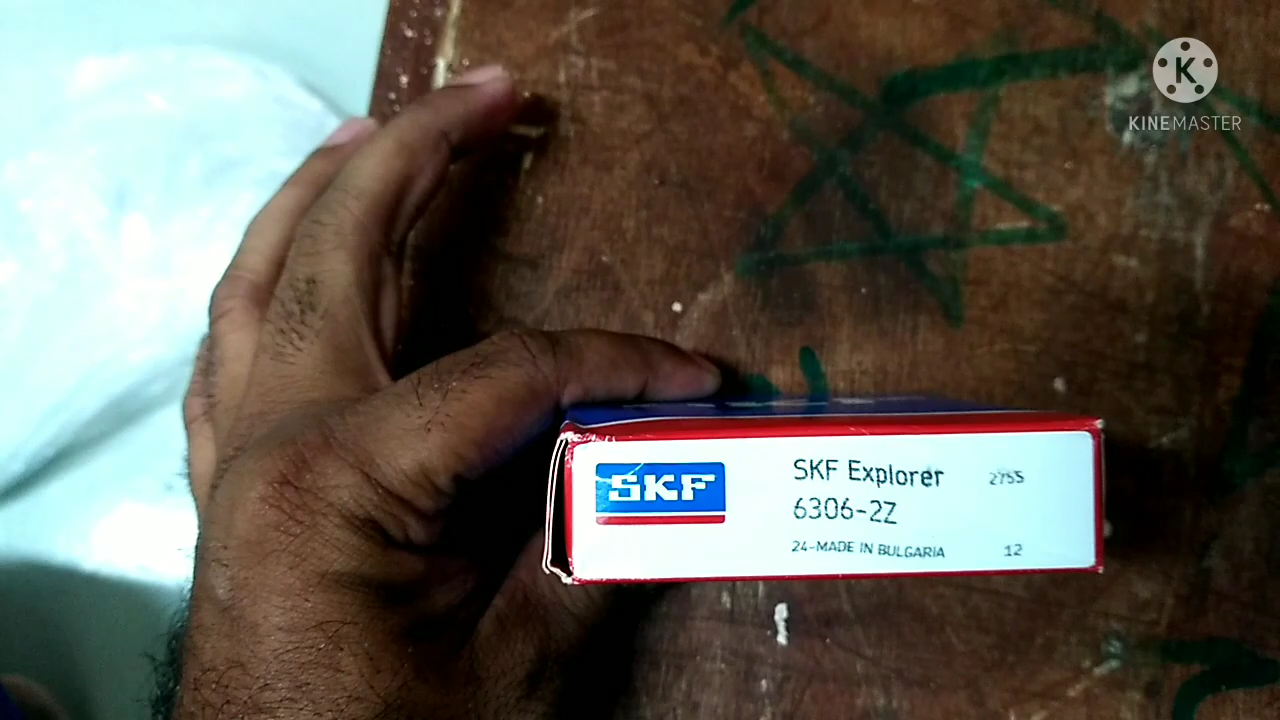 KINEMASTER
SKF
SKF Explorer 2755
6306-2Z
24-MADE IN BULGARIA 12